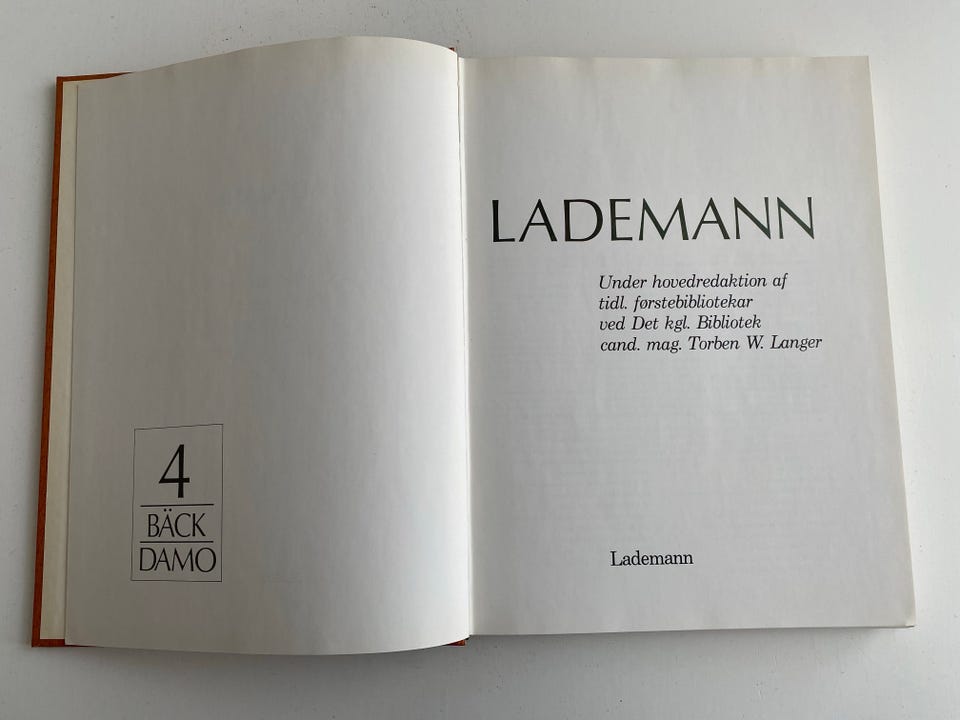 4
BÄCK
DAMO
LADEMANN
Under hovedredaktion af
tidl. førstebibliotekar
ved Det kgl. Bibliotek
cand. mag. Torben W. Langer
Lademann